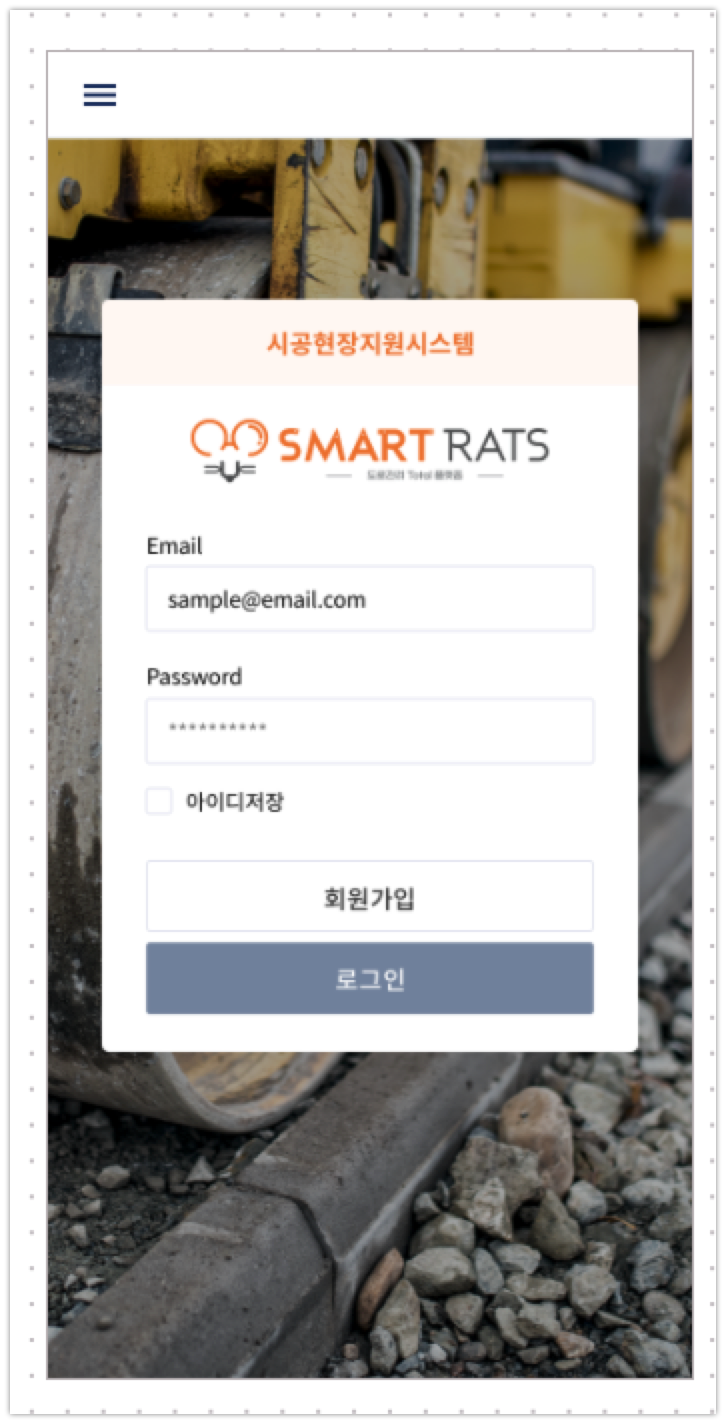 시공현장지원시스템
SMART RATS
도로관리 Total 플랫폼
Email
sample@email.com
Password
**********
아이디저장
회원가입
로그인